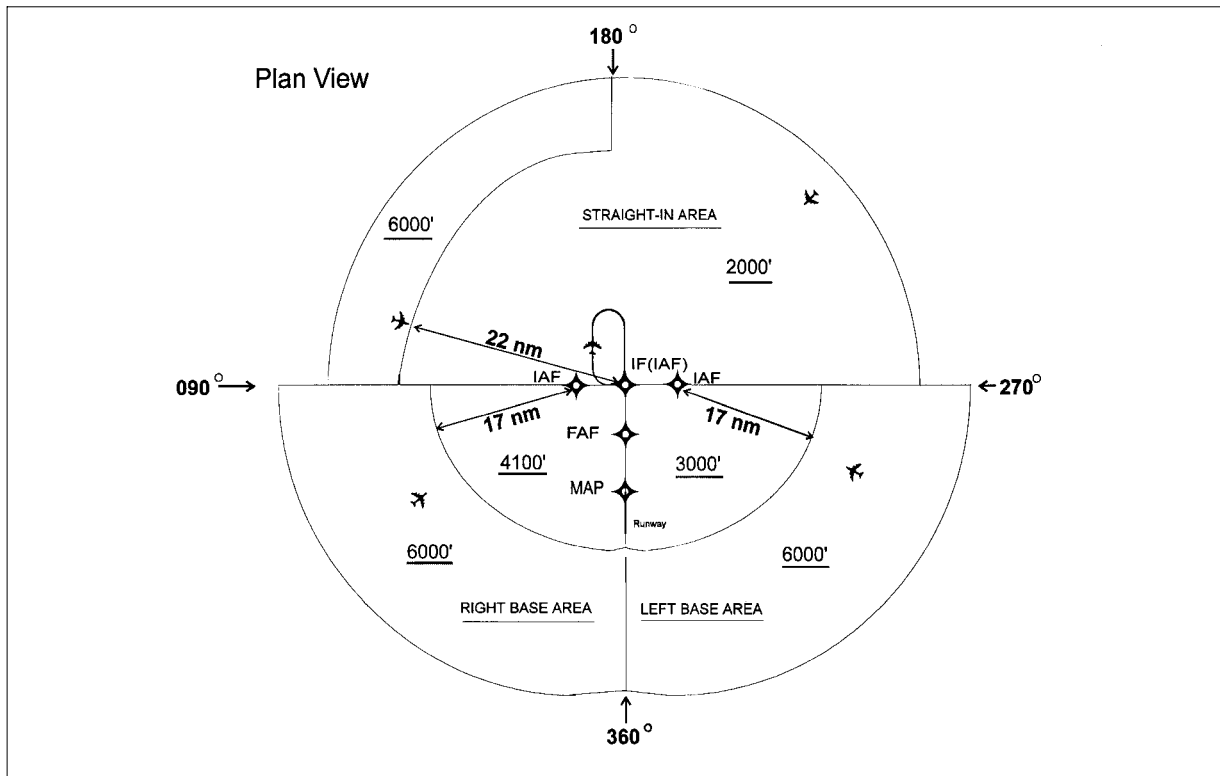 180 °
Plan View
STRAIGHT-IN AREA
6000'
2000'
22 nm
IAF
IF(IAF)
IAF
090 °
270°
17 nm
17 nm
FAF
4100'
3000'
MAP
Runway
6000'
6000'
RIGHT BASE AREA
LEFT BASE AREA
360 °